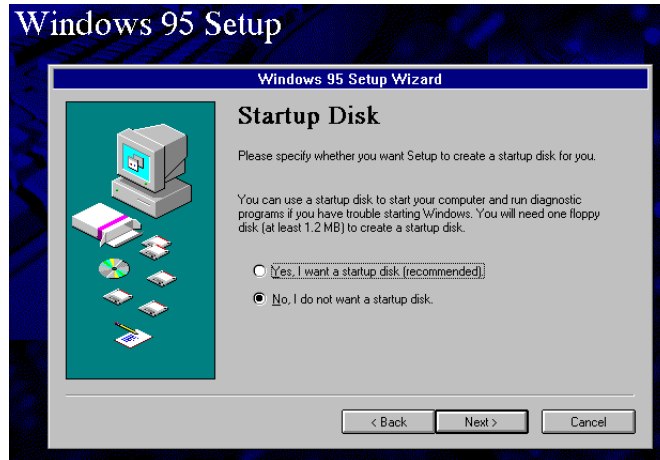 Windows 95 Setup
Windows 95 Setup Wizard
Startup Disk
Please specify whether you want Setup to create a startup disk for you.
You can use a startup disk to start your computer and run diagnostic
programs if you have trouble starting Windows. You will need one floppy
disk (at least 1.2 MB) to create a startup disk.
Yes, I want a startup disk (recommended).
No, I do not want a startup disk.
< Back Next > Cancel